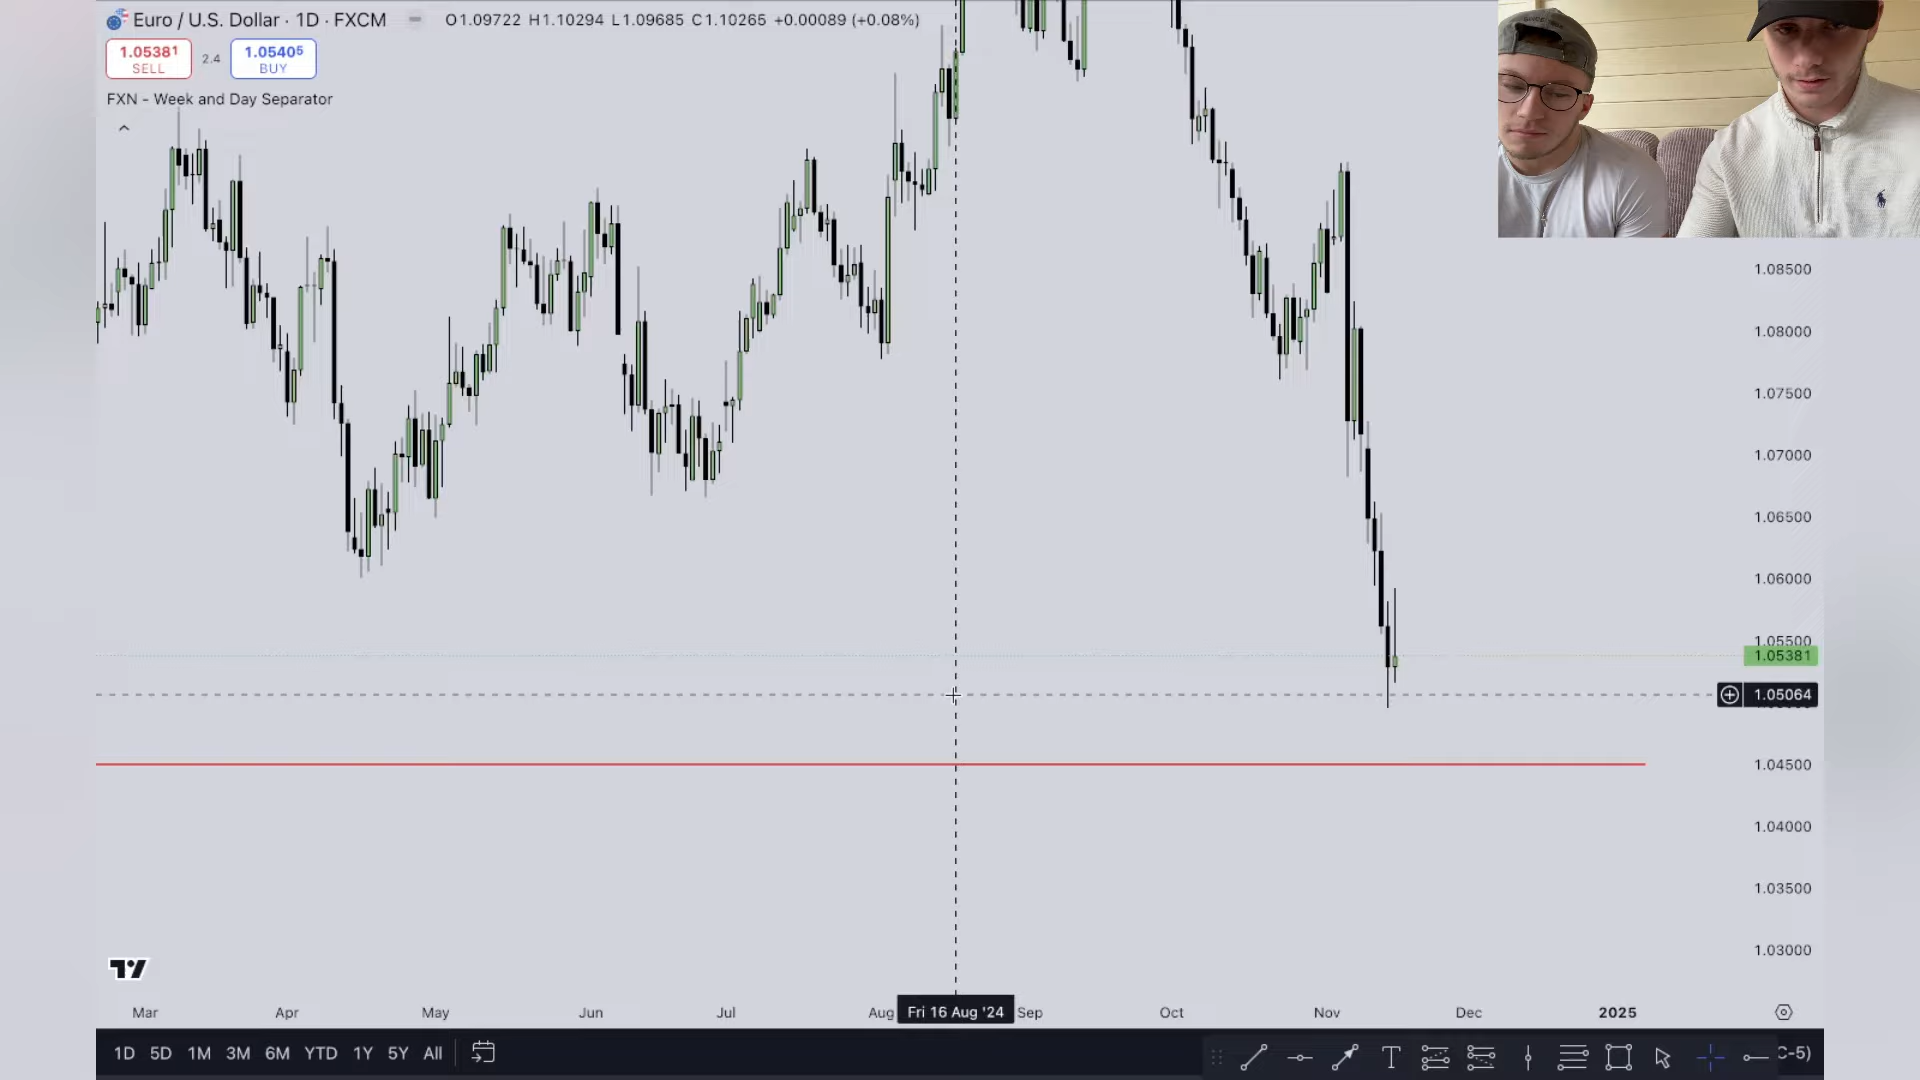 Euro / U.S. Dollar · 1D · FXCM O1.09722 H1.10294 L1.09685 C1.10265 +0.00089 (+0.08%)
1.05381 2.4 1.05405
SELL BUY
FXN - Week and Day Separator
1.08500
1.08000
1.07500
1.07000
1.06500
1.06000
1.05500
1.05381
1.05064
1.04500
1.04000
1.03500
1.03000
Mar Apr May Jun Jul Aug Fri 16 Aug '24 Sep Oct Nov Dec 2025
1D 5D 1M 3M 6M YTD 1Y 5Y All C-5)